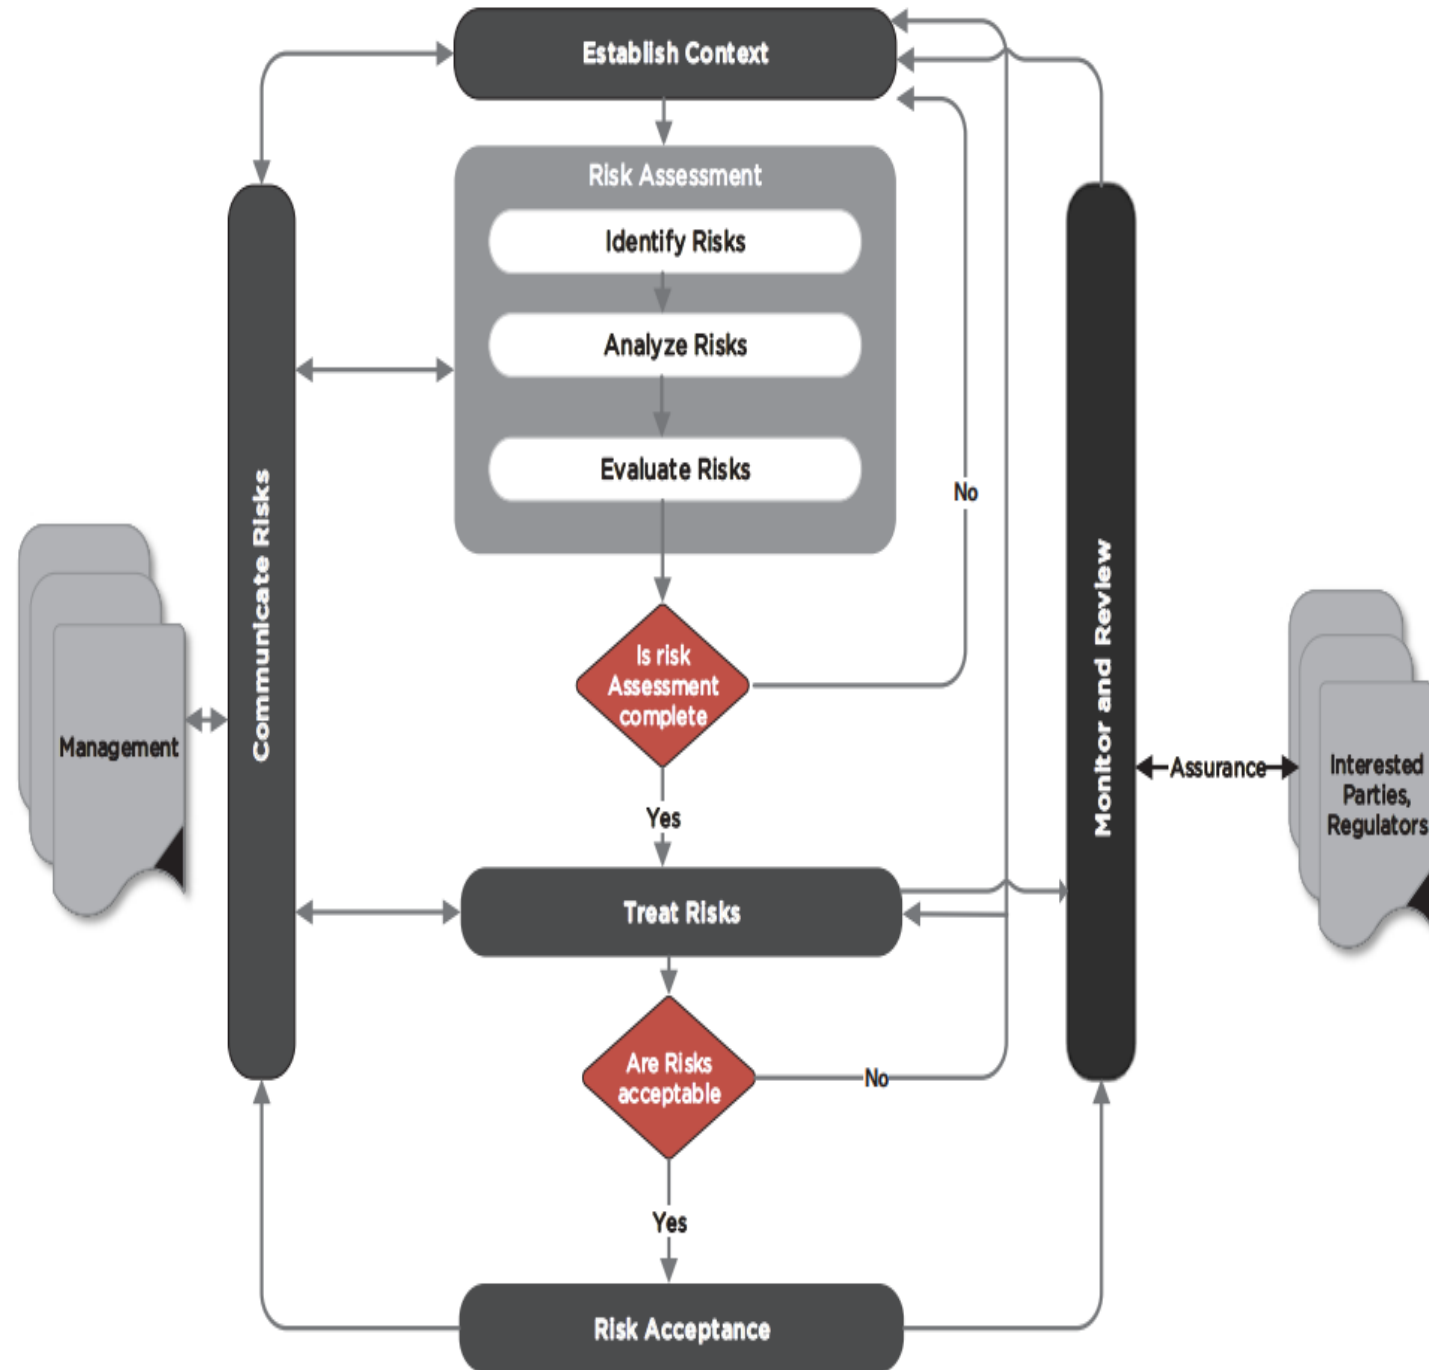 Establish Context
Risk Assessment
Identify Risks
Analyze Risks
Evaluate Risks
No
Communicate Risks
Is risk
Assessment
complete
Monitor and Review
Management
Assurance
Interested
Parties,
Regulators
Yes
Treat Risks
Are Risks
acceptable
No
Yes
Risk Acceptance